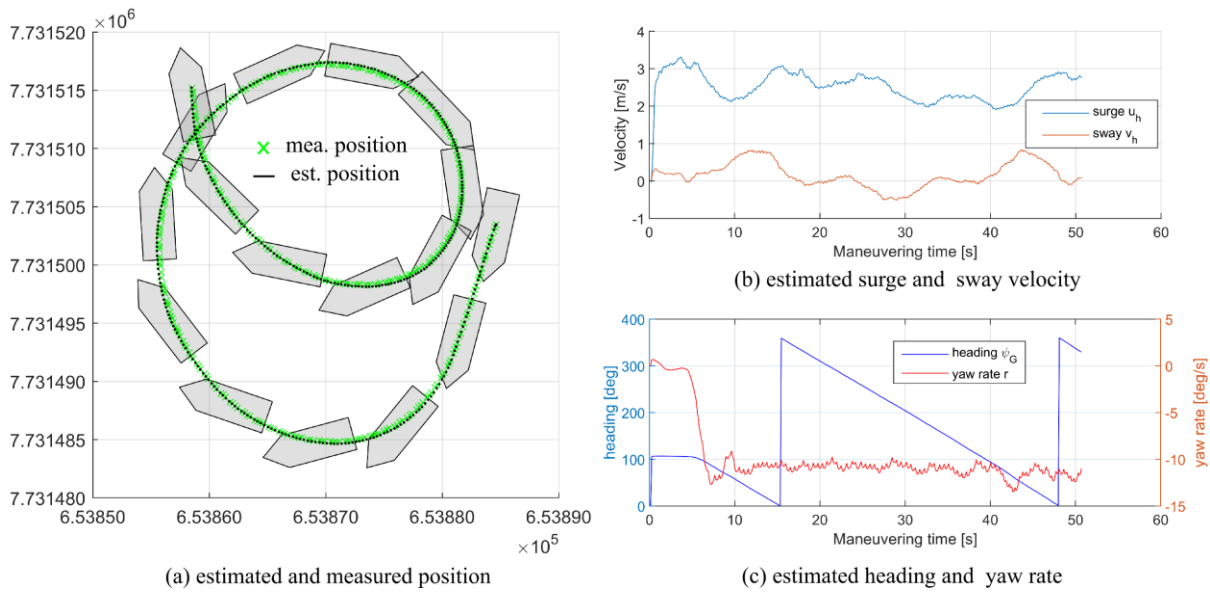 × 10⁶
7.731520
7.731515
7.731510
7.731505
7.731500
7.731495
7.731490
7.731485
7.731480
mea. position
est. position
6.53850 6.53860 6.53870 6.53880 6.53890
× 10⁵
(a) estimated and measured position
4
3
2
1
0
-1
Velocity [m/s]
surge u_h
sway v_h
0 10 20 30 40 50 60
Maneuvering time [s]
(b) estimated surge and sway velocity
400
300
200
100
0
heading [deg]
heading ψ_G
yaw rate r
5
0
-5
-10
-15
yaw rate [deg/s]
0 10 20 30 40 50 60
Maneuvering time [s]
(c) estimated heading and yaw rate